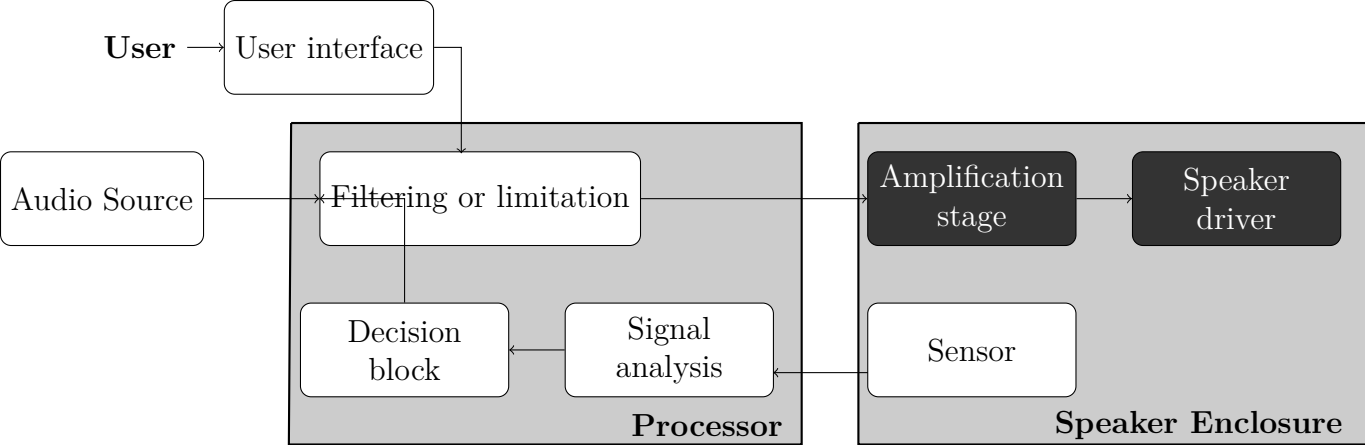 User
User interface
Audio Source
Filtering or limitation
Amplification
stage
Speaker
driver
Decision
block
Signal
analysis
Sensor
Processor
Speaker Enclosure